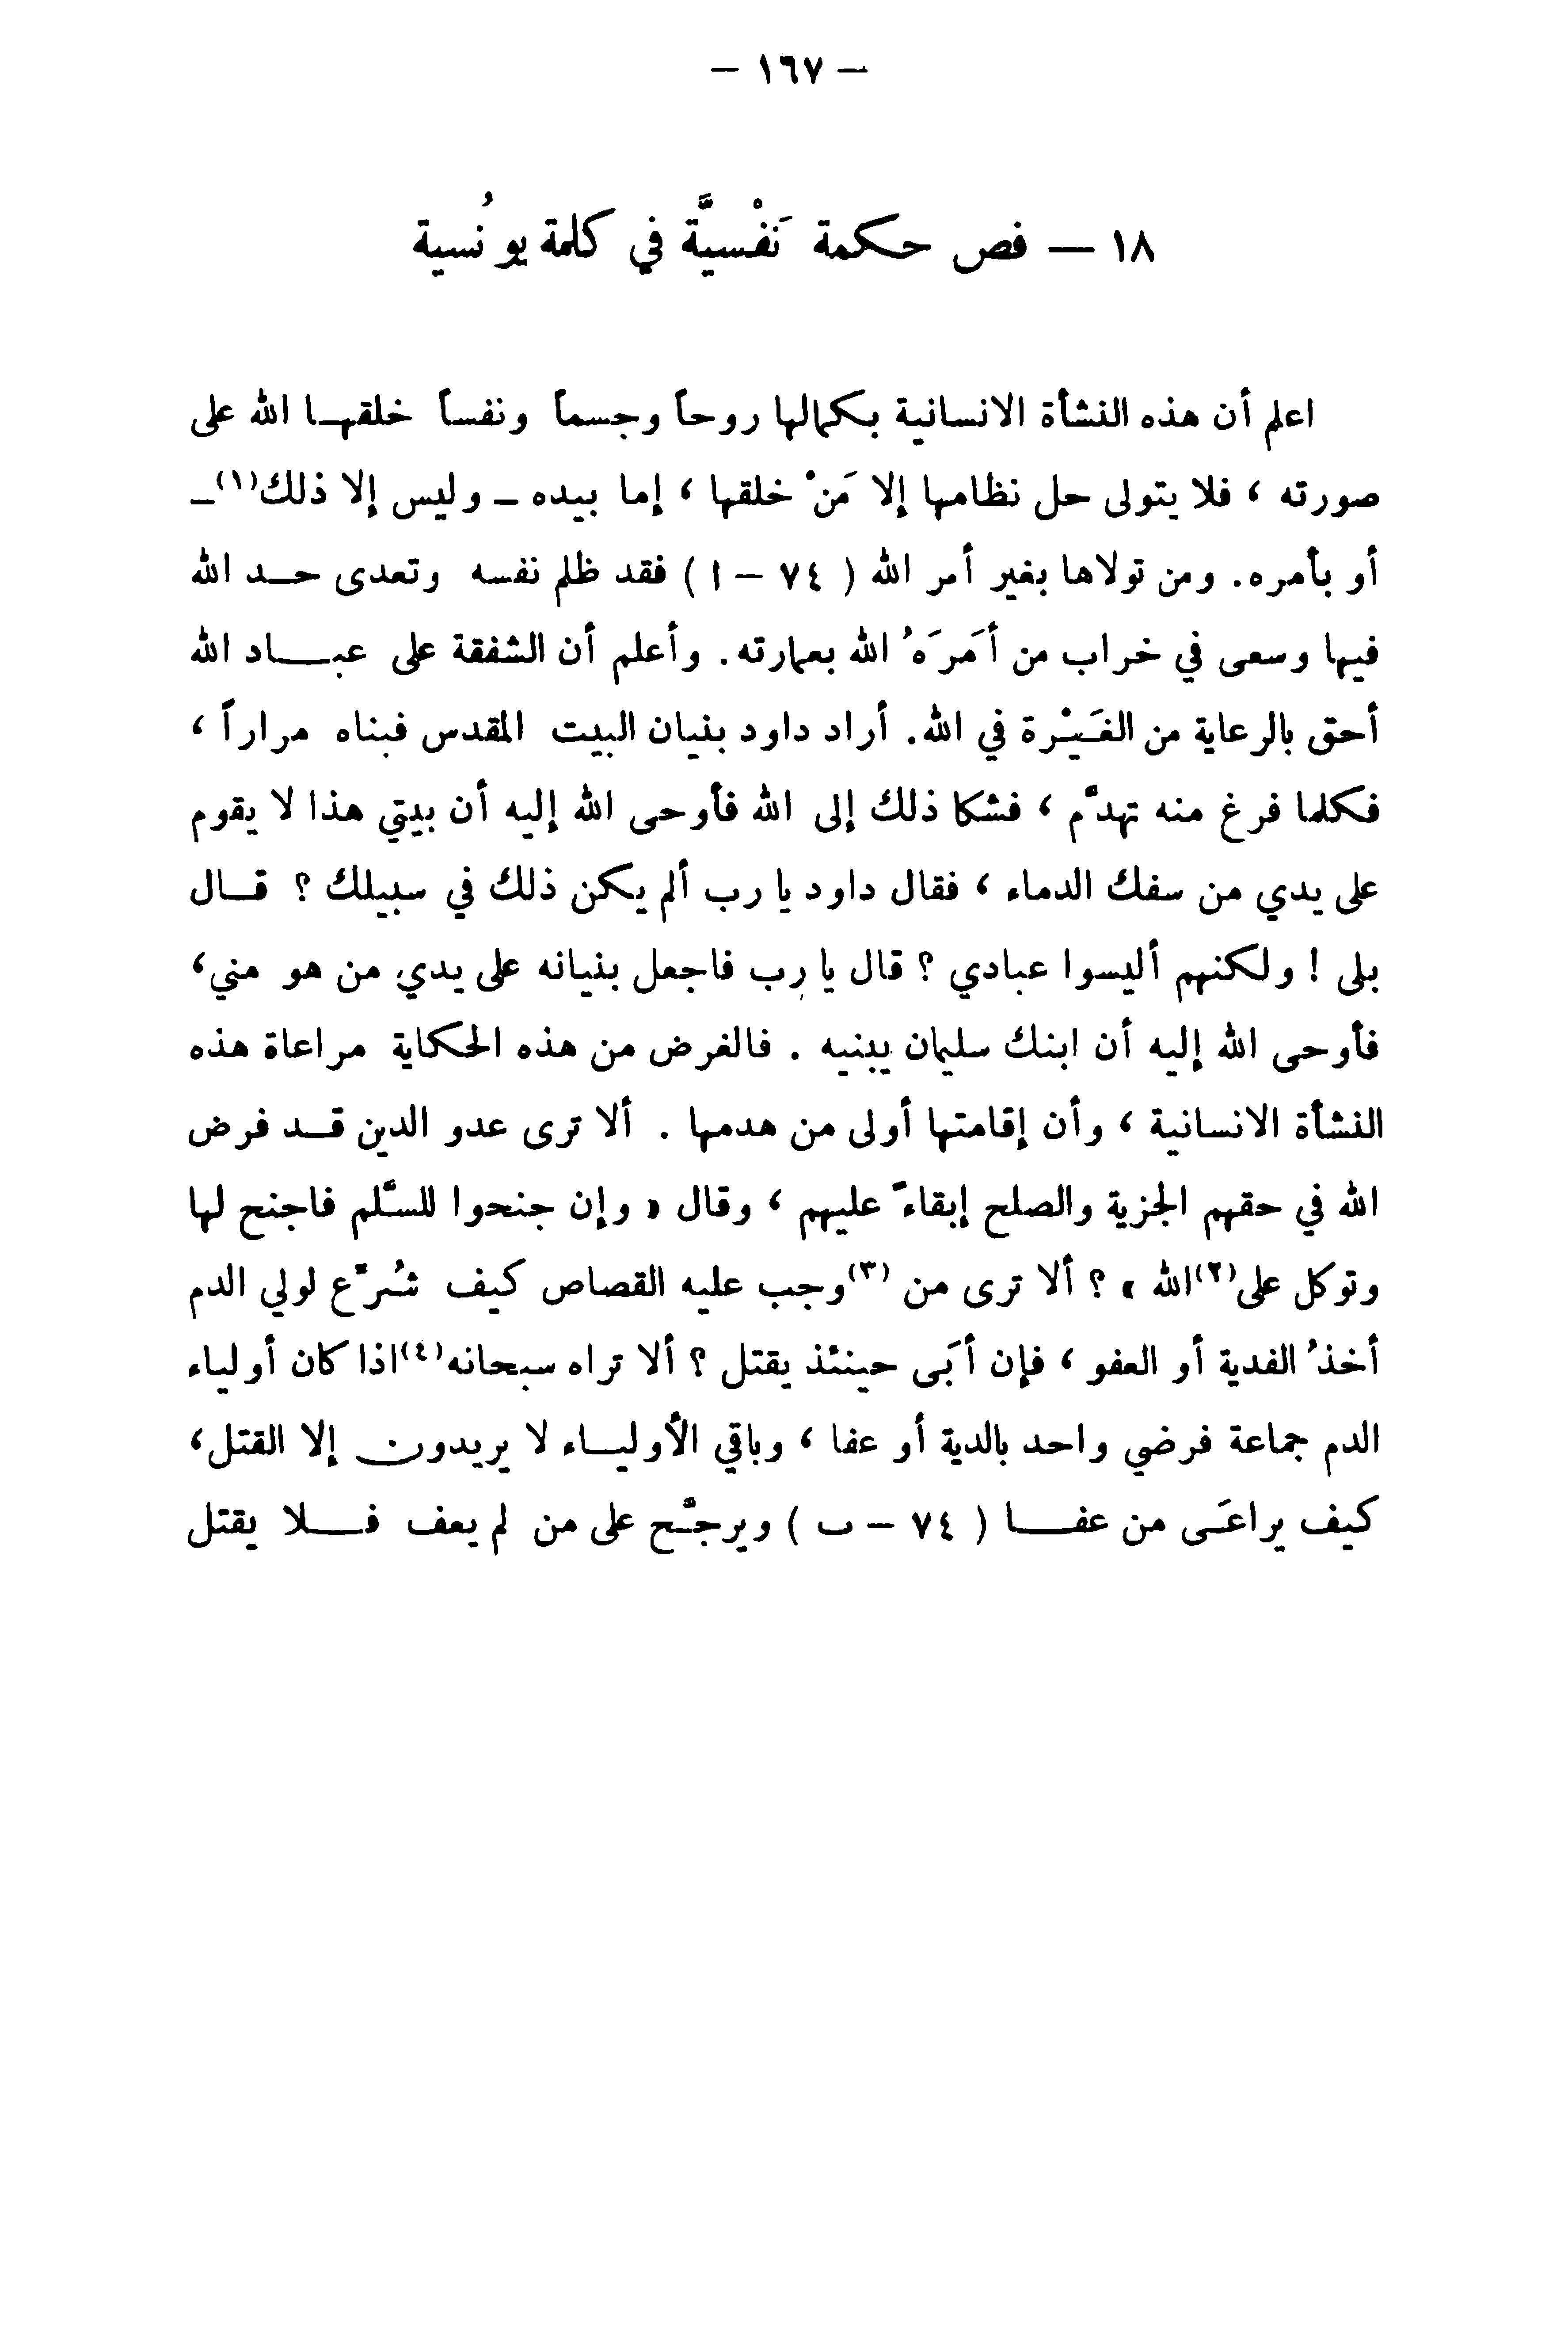 – ١٦٧ –
١٨ — فص حكمة نَفْسيَّة في كلمة يونُسية
اعلم أن هذه النشأة الانسانية بكمالها روحاً وجسماً ونفساً خلقها الله على
صورته ، فلا يتولى حل نظامها إلا مَنْ خلقها ، إما بيده – وليس إلا ذلك(١) –
أو بأمره. ومن تولاها بغير أمر الله ( ٧٤ – ا ) فقد ظلم نفسه وتعدى حد الله
فيها وسعى في خراب من أمَرَهُ الله بعمارته . وأعلم أن الشفقة على عباد الله
أحق بالرعاية من الغَيْرة في الله. أراد داود بنيان البيت المقدس فبناه مراراً ،
فكلما فرغ منه تهدَّم ، فشكا ذلك إلى الله فأوحى الله إليه أن بيتي هذا لا يقوم
على يدي من سفك الدماء ، فقال داود يا رب ألم يكن ذلك في سبيلك ؟ قال
بلى ! ولكنهم أليسوا عبادي ؟ قال يا رب فاجعل بنيانه على يدي من هو مني،
فأوحى الله إليه أن ابنك سليمان يبنيه . فالغرض من هذه الحكاية مراعاة هذه
النشأة الانسانية ، وأن إقامتها أولى من هدمها . ألا ترى عدو الدين قد فرض
الله في حقهم الجزية والصلح إبقاءً عليهم ، وقال « وإن جنحوا للسَّلم فاجنح لها
وتوكل على(٢) الله » ؟ ألا ترى من (٣) وجب عليه القصاص كيف شُرِّع لولي الدم
أخذُ الفدية أو العفو ، فإن أبَى حينئذ يقتل ؟ ألا تراه سبحانه(٤) اذا كان أولياء
الدم جماعة فرضي واحد بالدية أو عفا ، وباقي الأولياء لا يريدون إلا القتل،
كيف يراعَى من عفا ( ٧٤ – ب ) ويرجَّح على من لم يعف فلا يقتل